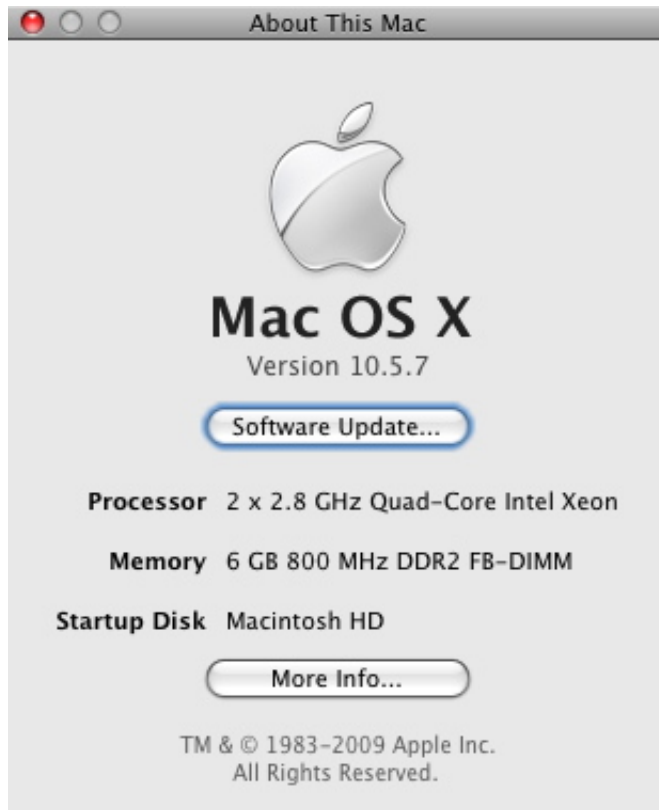 About This Mac
Mac OS X
Version 10.5.7
Software Update...
Processor 2 x 2.8 GHz Quad-Core Intel Xeon
Memory 6 GB 800 MHz DDR2 FB-DIMM
Startup Disk Macintosh HD
More Info...
TM & © 1983-2009 Apple Inc.
All Rights Reserved.